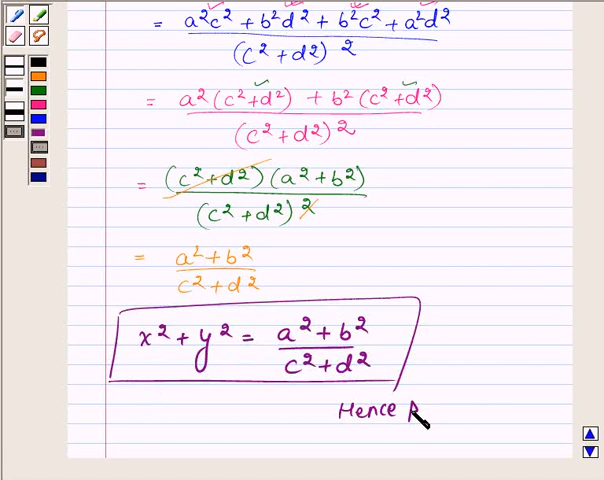 = a²c² + b²d² + b²c² + a²d² / (c² + d²)²
= a²(c² + d²) + b²(c² + d²) / (c² + d²)²
= (c² + d²)(a² + b²) / (c² + d²)²
= a² + b² / c² + d²
x² + y² = a² + b² / c² + d²
Hence